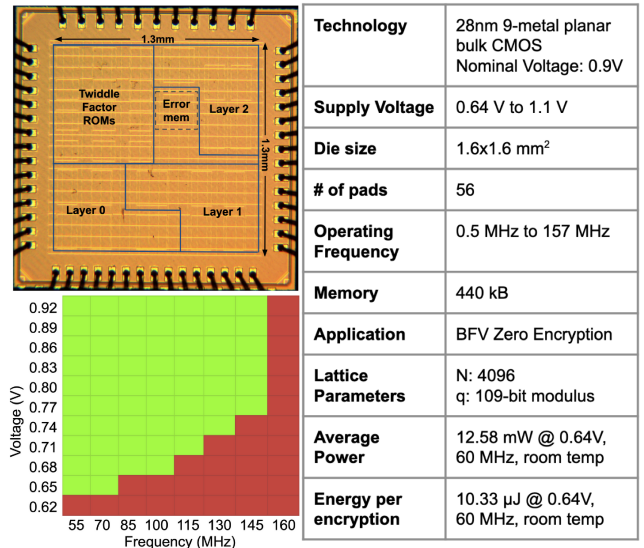 1.3mm
Twiddle
Factor
ROMs
Error
mem
Layer 2
1.3mm
Layer 0
Layer 1
Voltage (V)
0.92
0.89
0.86
0.83
0.80
0.77
0.74
0.71
0.68
0.65
0.62
55 70 85 100 115 130 145 160
Frequency (MHz)
Technology
28nm 9-metal planar
bulk CMOS
Nominal Voltage: 0.9V
Supply Voltage
0.64 V to 1.1 V
Die size
1.6x1.6 mm²
# of pads
56
Operating
Frequency
0.5 MHz to 157 MHz
Memory
440 kB
Application
BFV Zero Encryption
Lattice
Parameters
N: 4096
q: 109-bit modulus
Average
Power
12.58 mW @ 0.64V,
60 MHz, room temp
Energy per
encryption
10.33 µJ @ 0.64V,
60 MHz, room temp